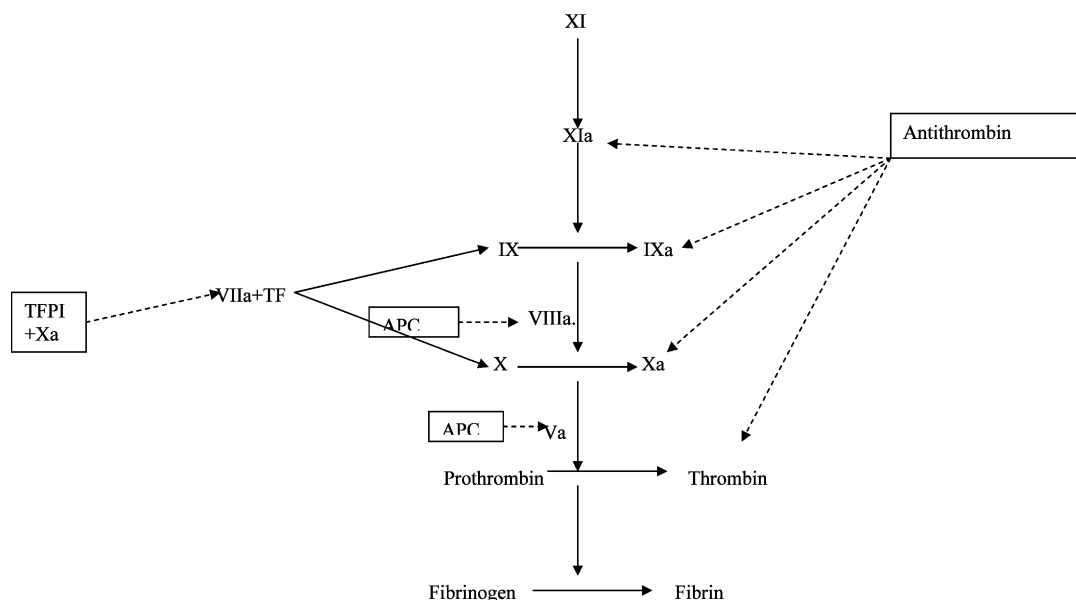 XI
XIa
Antithrombin
IX
IXa
VIIa+TF
TFPI
+Xa
APC
VIIIa.
X
Xa
APC
Va
Prothrombin
Thrombin
Fibrinogen
Fibrin